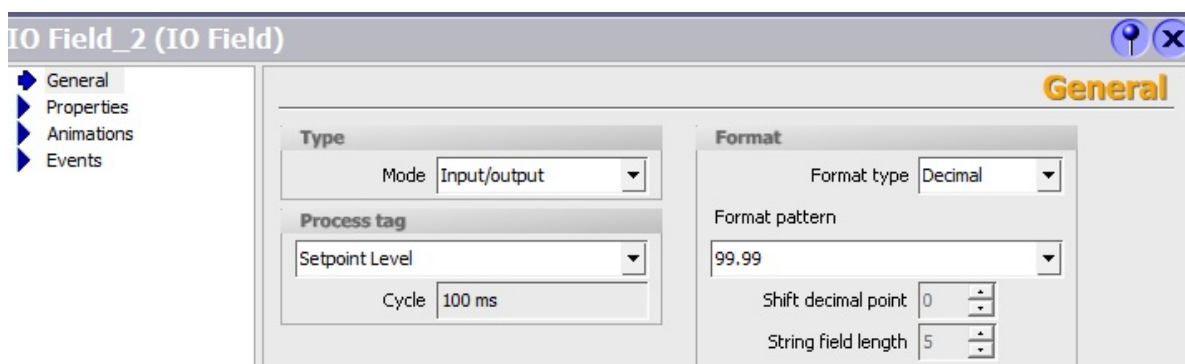 IO Field_2 (IO Field)
General
Properties
Animations
Events
General
Type
Mode Input/output
Process tag
Setpoint Level
Cycle 100 ms
Format
Format type Decimal
Format pattern
99.99
Shift decimal point 0
String field length 5